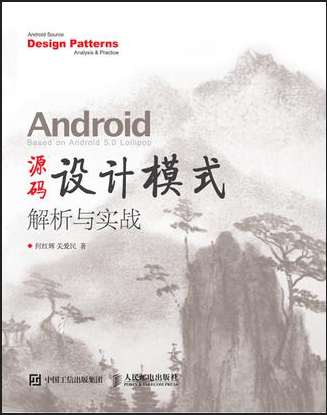 Android Source
Design Patterns
Analysis & Practice
Android
Based on Android 5.0 Lollipop
源码 设计模式
解析与实战
何红辉 关爱民 著
中国工信出版集团 人民邮电出版社
POSTS & TELECOM PRESS